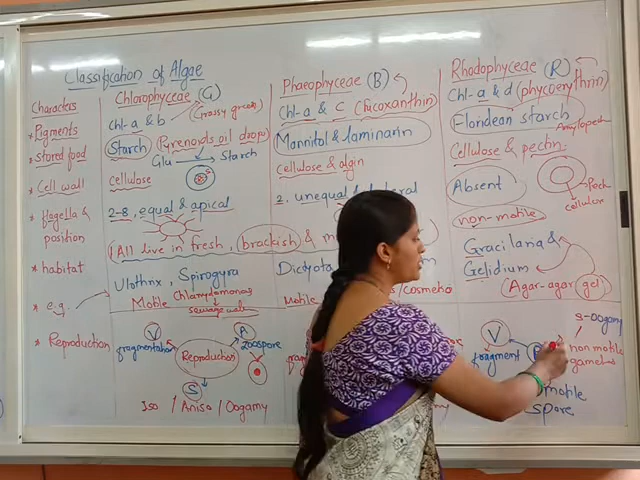 Classification of Algae
Characters
* Pigments
* Stored food
* Cell wall
* flagella & position
* habitat
* e.g
* Reproduction
Chlorophyceae (G)
chl-a & b (Grassy green)
Starch (Pyrenoids oil drops)
Glu → Starch
cellulose
2-8, equal & apical
(All live in fresh, brackish & m
Ulothrix, Spirogyra
Motile Chlamydomonas
sewage
V
fragmentation
Reproduction
A
zoospore
S
Iso / Aniso / Oogamy
Phaeophyceae (B)
Chl-a & c (fucoxanthin)
Mannitol & laminarin
Cellulose & algin
2, unequal & lateral
Dictyota
Motile
Rhodophyceae (R)
Chl-a & d (phycoerythrin)
Floridean starch
Amylopect
Cellulose & pectin
Pect
cellulose
Absent
non-motile
Gracilaria &
Gelidium
(Agar-agar gel)
V
fragment
S-Oogamy
non motile
gamet
motile
Spore